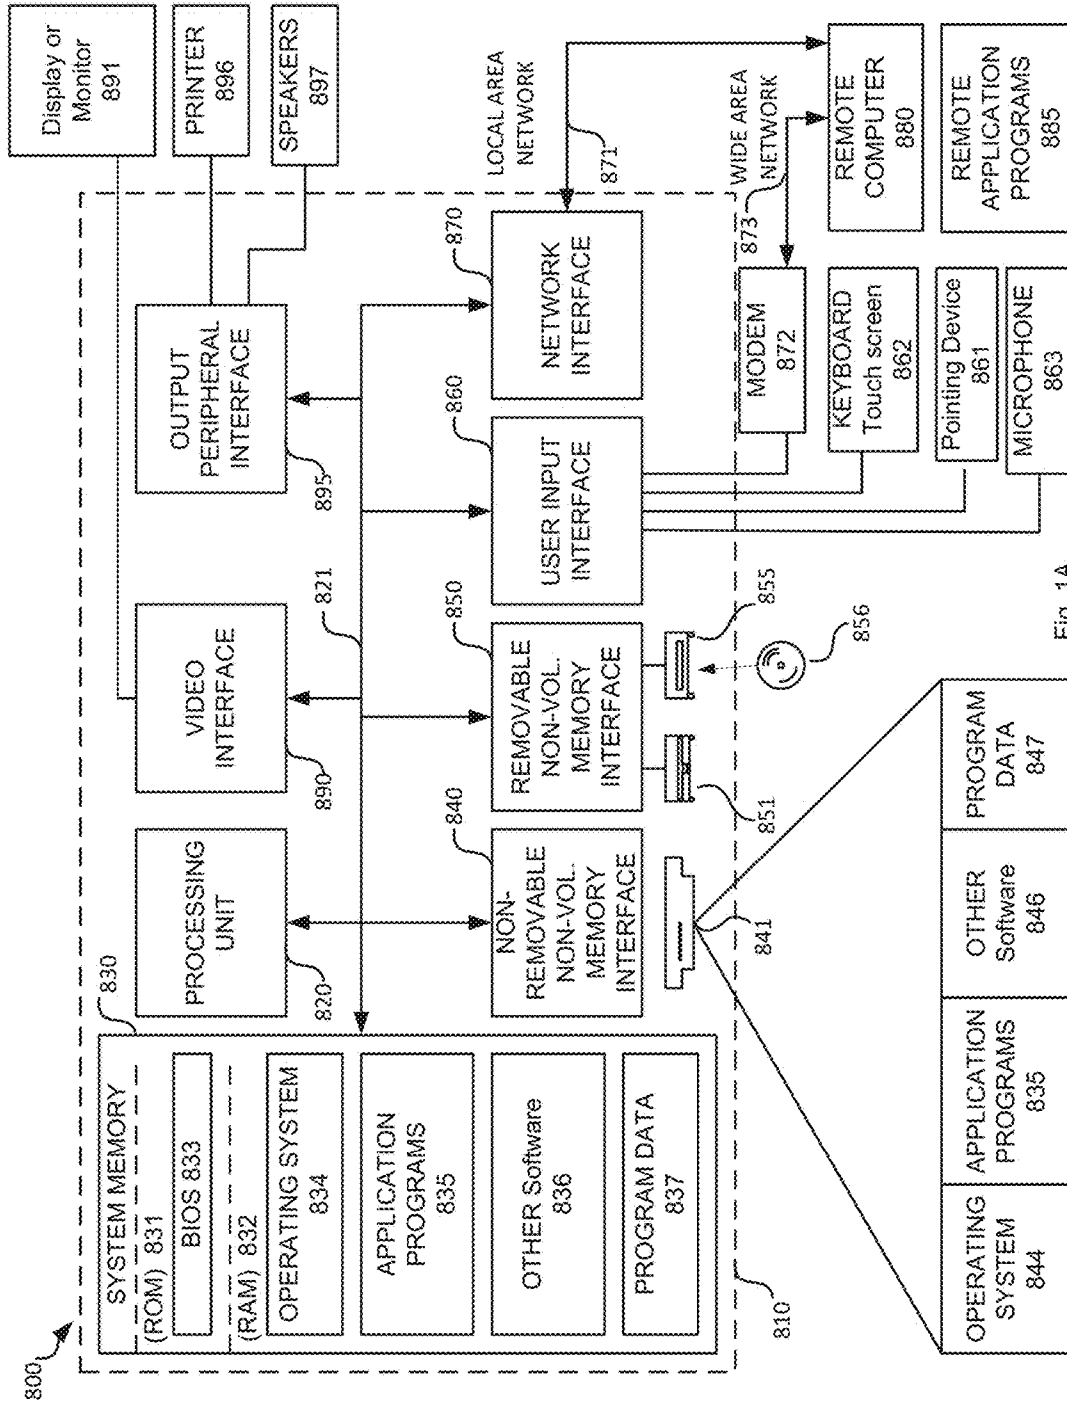 800
SYSTEM MEMORY
(ROM) 831
BIOS 833
(RAM) 832
OPERATING SYSTEM
834
APPLICATION
PROGRAMS
835
OTHER Software
836
PROGRAM DATA
837
810
830
PROCESSING
UNIT
820
VIDEO
INTERFACE
890
821
OUTPUT
PERIPHERAL
INTERFACE
895
Display or
Monitor
891
PRINTER
896
SPEAKERS
897
NON-
REMOVABLE
NON-VOL.
MEMORY
INTERFACE
840
841
REMOVABLE
NON-VOL.
MEMORY
INTERFACE
850
851
855
856
USER INPUT
INTERFACE
860
NETWORK
INTERFACE
870
LOCAL AREA
NETWORK
871
WIDE AREA
NETWORK
873
MODEM
872
KEYBOARD
Touch screen
862
Pointing Device
861
MICROPHONE
863
REMOTE
COMPUTER
880
REMOTE
APPLICATION
PROGRAMS
885
OPERATING
SYSTEM
844
APPLICATION
PROGRAMS
835
OTHER
Software
846
PROGRAM
DATA
847
Fig. 1A